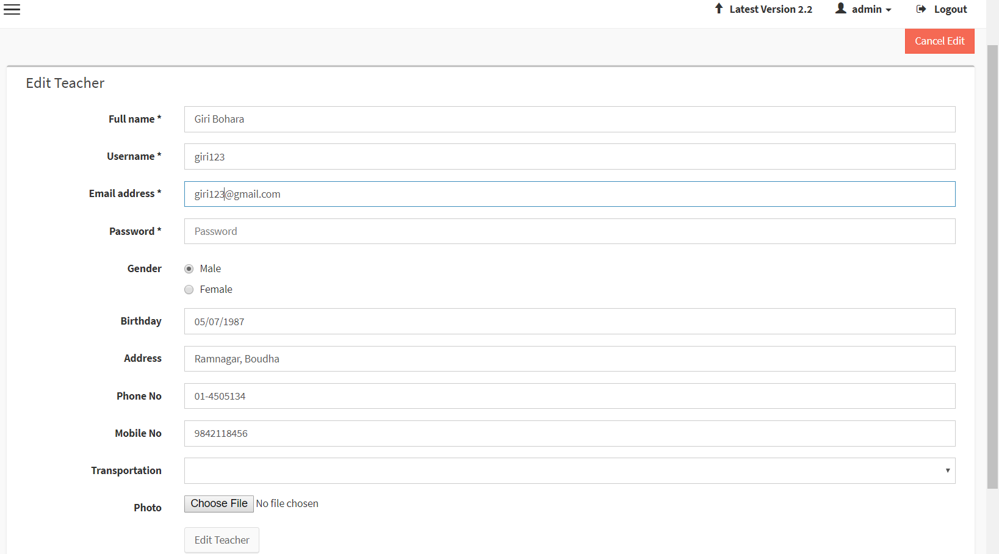 Latest Version 2.2 admin Logout
Cancel Edit
Edit Teacher
Full name * Giri Bohara
Username * giri123
Email address * giri123@gmail.com
Password * Password
Gender Male
Female
Birthday 05/07/1987
Address Ramnagar, Boudha
Phone No 01-4505134
Mobile No 9842118456
Transportation
Photo Choose File No file chosen
Edit Teacher